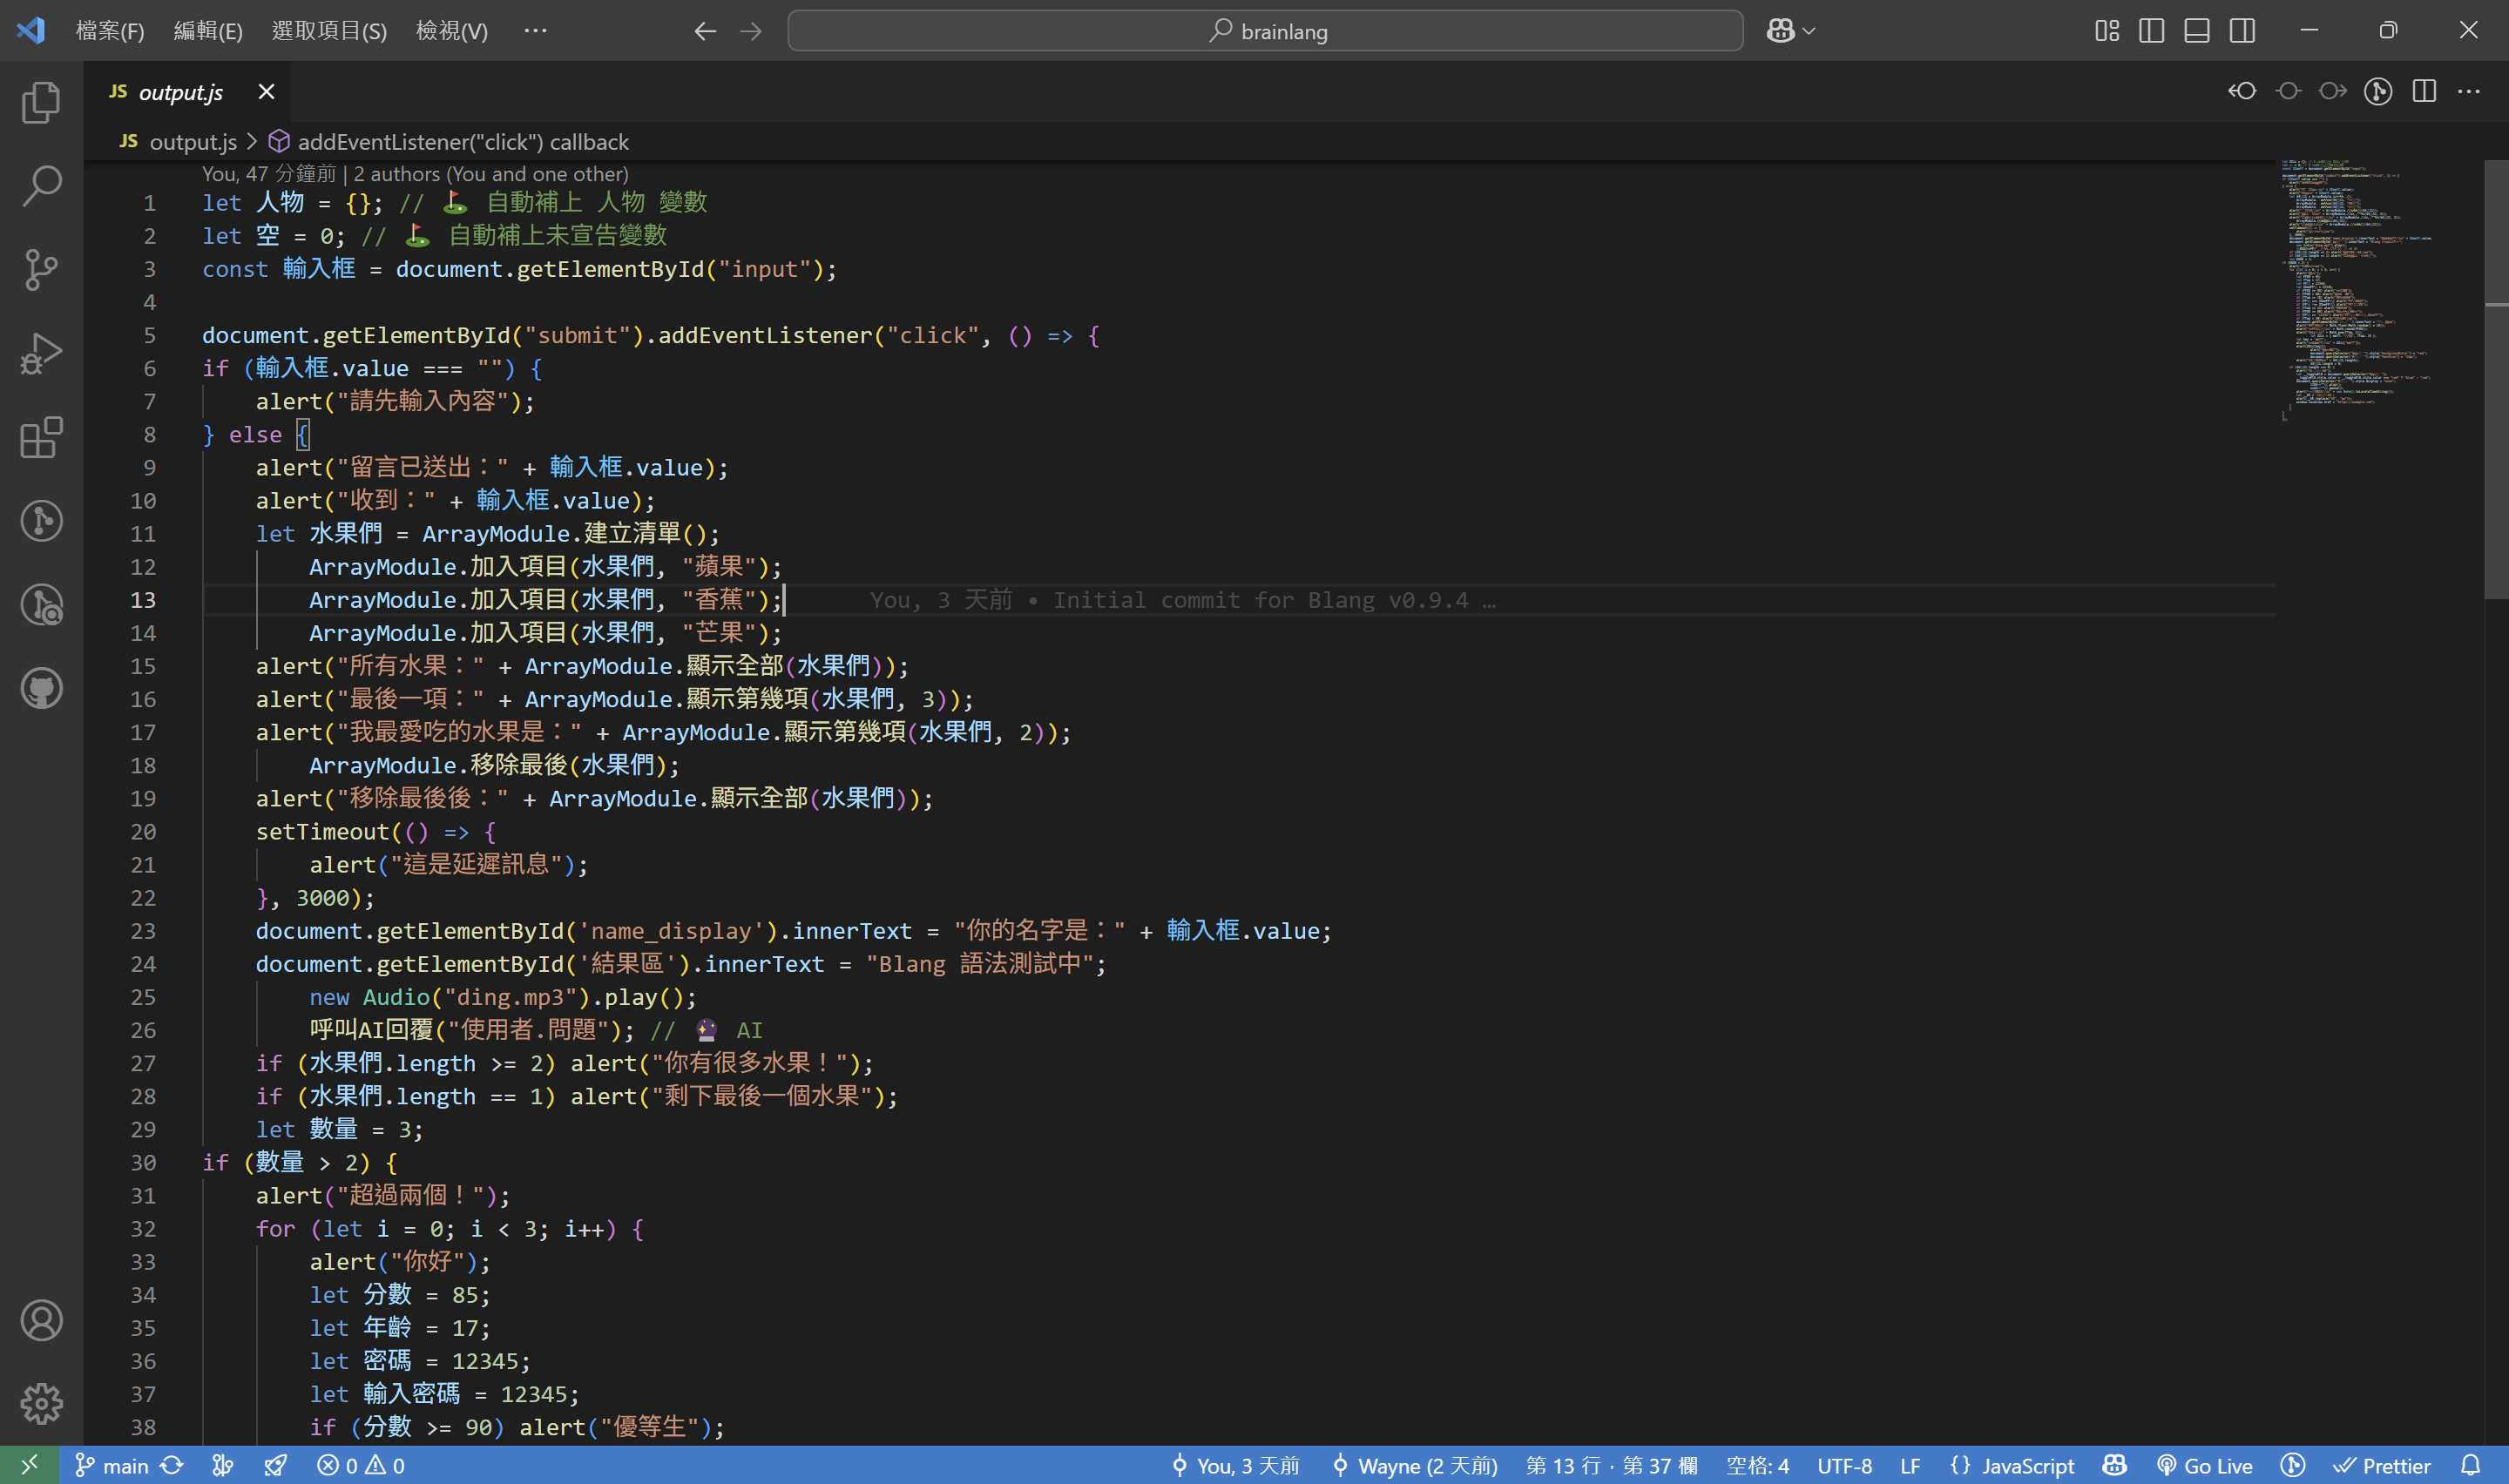 檔案(F) 編輯(E) 選取項目(S) 檢視(V) ··· brainlang
JS output.js
JS output.js > addEventListener("click") callback
You, 47 分鐘前 | 2 authors (You and one other)
1 let 人物 = {}; // ⛳ 自動補上 人物 變數
2 let 空 = 0; // ⛳ 自動補上未宣告變數
3 const 輸入框 = document.getElementById("input");
4
5 document.getElementById("submit").addEventListener("click", () => {
6 if (輸入框.value === "") {
7 alert("請先輸入內容");
8 } else {
9 alert("留言已送出：" + 輸入框.value);
10 alert("收到：" + 輸入框.value);
11 let 水果們 = ArrayModule.建立清單();
12 ArrayModule.加入項目(水果們, "蘋果");
13 ArrayModule.加入項目(水果們, "香蕉"); You, 3 天前 • Initial commit for Blang v0.9.4 …
14 ArrayModule.加入項目(水果們, "芒果");
15 alert("所有水果：" + ArrayModule.顯示全部(水果們));
16 alert("最後一項：" + ArrayModule.顯示第幾項(水果們, 3));
17 alert("我最愛吃的水果是：" + ArrayModule.顯示第幾項(水果們, 2));
18 ArrayModule.移除最後(水果們);
19 alert("移除最後後：" + ArrayModule.顯示全部(水果們));
20 setTimeout(() => {
21 alert("這是延遲訊息");
22 }, 3000);
23 document.getElementById('name_display').innerText = "你的名字是：" + 輸入框.value;
24 document.getElementById('結果區').innerText = "Blang 語法測試中";
25 new Audio("ding.mp3").play();
26 呼叫AI回覆("使用者.問題"); // 🔮 AI
27 if (水果們.length >= 2) alert("你有很多水果！");
28 if (水果們.length == 1) alert("剩下最後一個水果");
29 let 數量 = 3;
30 if (數量 > 2) {
31 alert("超過兩個！");
32 for (let i = 0; i < 3; i++) {
33 alert("你好");
34 let 分數 = 85;
35 let 年齡 = 17;
36 let 密碼 = 12345;
37 let 輸入密碼 = 12345;
38 if (分數 >= 90) alert("優等生");
main 0 0 You, 3 天前 Wayne (2 天前) 第 13 行，第 37 欄 空格: 4 UTF-8 LF {} JavaScript Go Live Prettier